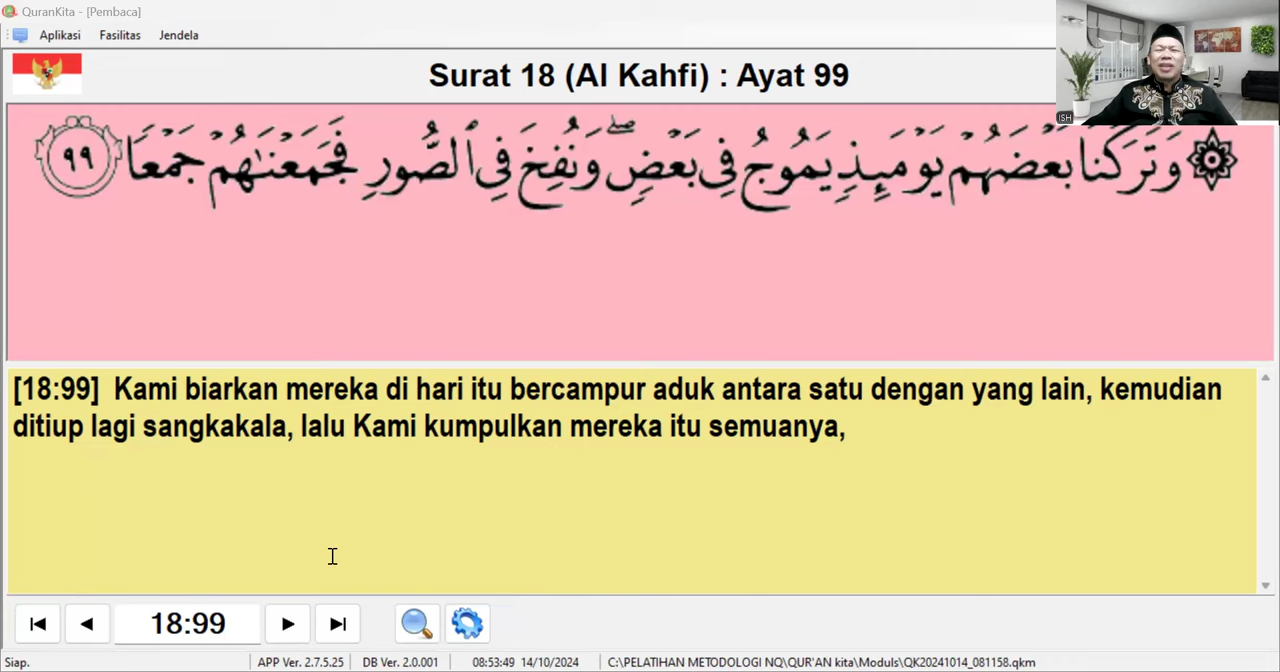 QuranKita - [Pembaca]
Aplikasi Fasilitas Jendela
Surat 18 (Al Kahfi) : Ayat 99
ISH
۞ وَتَرَكْنَا بَعْضَهُمْ يَوْمَئِذٍ يَمُوجُ فِى بَعْضٍ ۖ وَنُفِخَ فِى ٱلصُّورِ فَجَمَعْنَٰهُمْ جَمْعًا ٩٩
[18:99] Kami biarkan mereka di hari itu bercampur aduk antara satu dengan yang lain, kemudian
ditiup lagi sangkakala, lalu Kami kumpulkan mereka itu semuanya,
18:99
Siap. APP Ver. 2.7.5.25 DB Ver. 2.0.001 08:53:49 14/10/2024 C:\PELATIHAN METODOLOGI NQ\QUR'AN kita\Moduls\QK20241014_081158.qkm